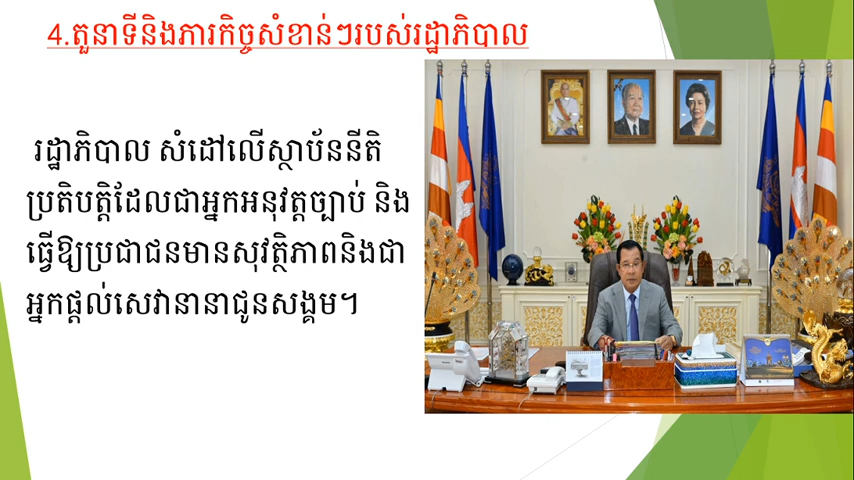 4.តួនាទីនិងភារកិច្ចសំខាន់ៗរបស់រដ្ឋាភិបាល
រដ្ឋាភិបាល សំដៅលើស្ថាប័ននីតិ
ប្រតិបត្តិដែលជាអ្នកអនុវត្តច្បាប់ និង
ធ្វើឱ្យប្រជាជនមានសុវត្ថិភាពនិងជា
អ្នកផ្តល់សេវានានាជូនសង្គម។